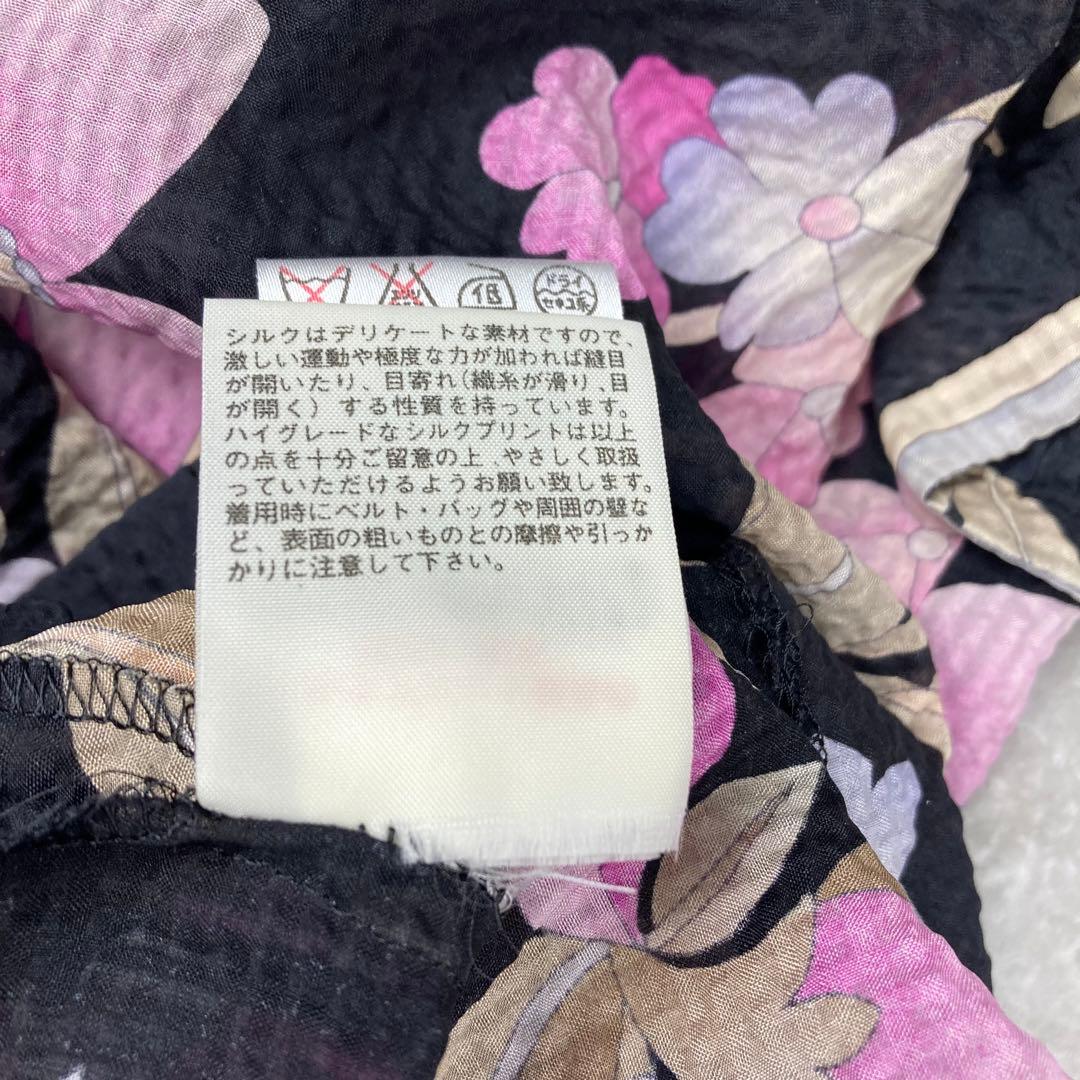 低
ドライ
セキユ系
シルクはデリケートな素材ですので、
激しい運動や極度な力が加われば縫目
が開いたり、目寄れ(織糸が滑り、目
が開く)する性質を持っています。
ハイグレードなシルクプリントは以上
の点を十分ご留意の上、やさしく取扱
っていただけるようお願い致します。
着用時にベルト・バッグや周囲の壁な
ど、表面の粗いものとの摩擦や引っか
かりに注意して下さい。